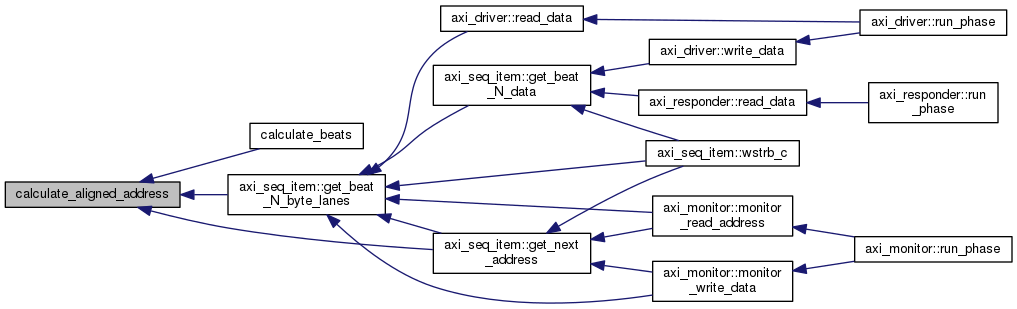 axi_driver::read_data
axi_driver::run_phase
axi_driver::write_data
axi_seq_item::get_beat
_N_data
axi_responder::read_data
axi_responder::run
_phase
calculate_beats
axi_seq_item::wstrb_c
calculate_aligned_address
axi_seq_item::get_beat
_N_byte_lanes
axi_monitor::monitor
_read_address
axi_seq_item::get_next
_address
axi_monitor::run_phase
axi_monitor::monitor
_write_data